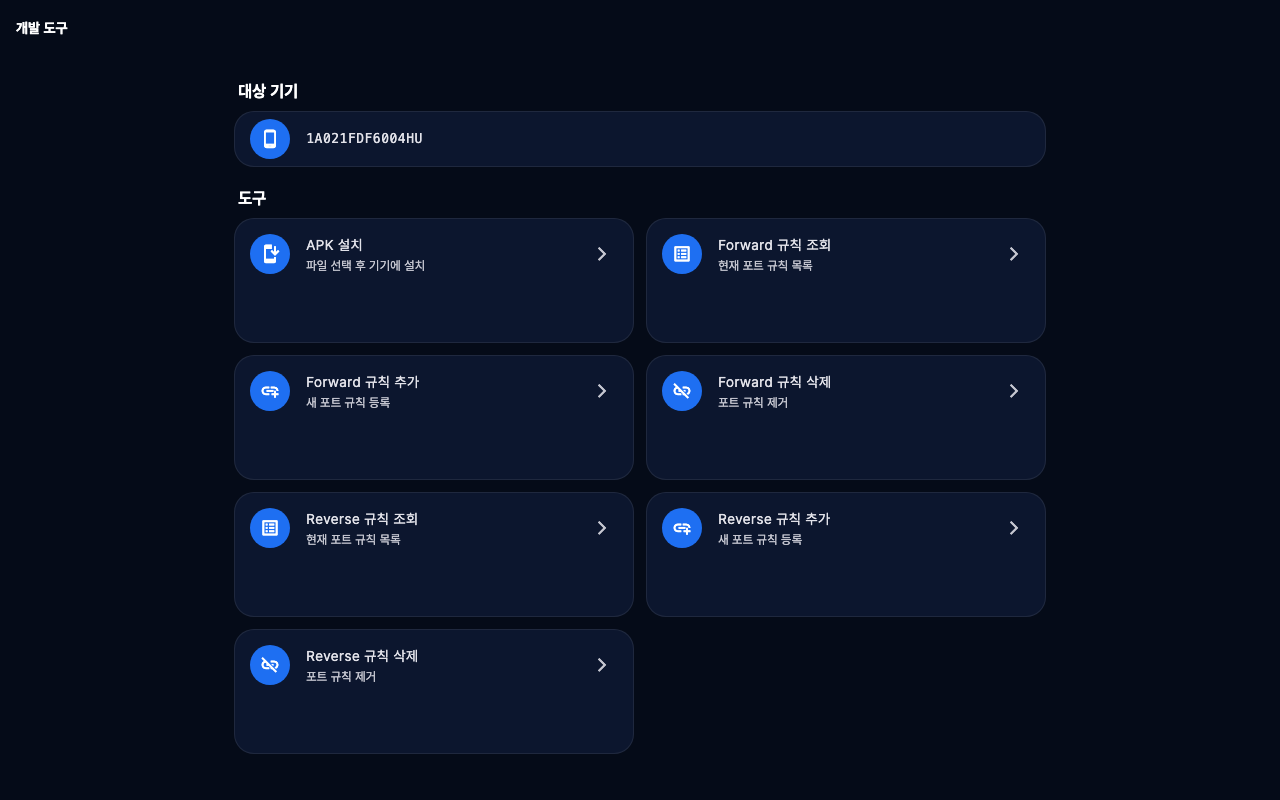 개발 도구
대상 기기
1A021FDF6004HU
도구
APK 설치
파일 선택 후 기기에 설치
Forward 규칙 조회
현재 포트 규칙 목록
Forward 규칙 추가
새 포트 규칙 등록
Forward 규칙 삭제
포트 규칙 제거
Reverse 규칙 조회
현재 포트 규칙 목록
Reverse 규칙 추가
새 포트 규칙 등록
Reverse 규칙 삭제
포트 규칙 제거